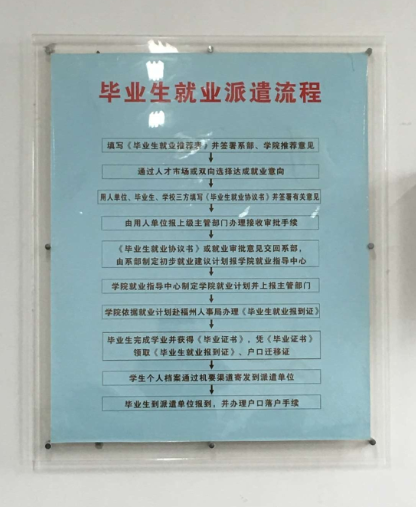 毕业生就业派遣流程
填写《毕业生就业推荐表》并签署系部、学院推荐意见
通过人才市场或双向选择达成就业意向
用人单位、毕业生、学校三方填写《毕业生就业协议书》并签署有关意见
由用人单位报上级主管部门办理接收审批手续
《毕业生就业协议书》或就业审批意见交回系部，
由系部制定初步就业建议计划报学院就业指导中心
学院就业指导中心制定学院就业计划并上报主管部门
学院依据就业计划赴福州人事局办理《毕业生就业报到证》
毕业生完成学业并获得《毕业证书》，凭《毕业证书》
领取《毕业生就业报到证》、户口迁移证
学生个人档案通过机要渠道寄发到派遣单位
毕业生到派遣单位报到，并办理户口落户手续